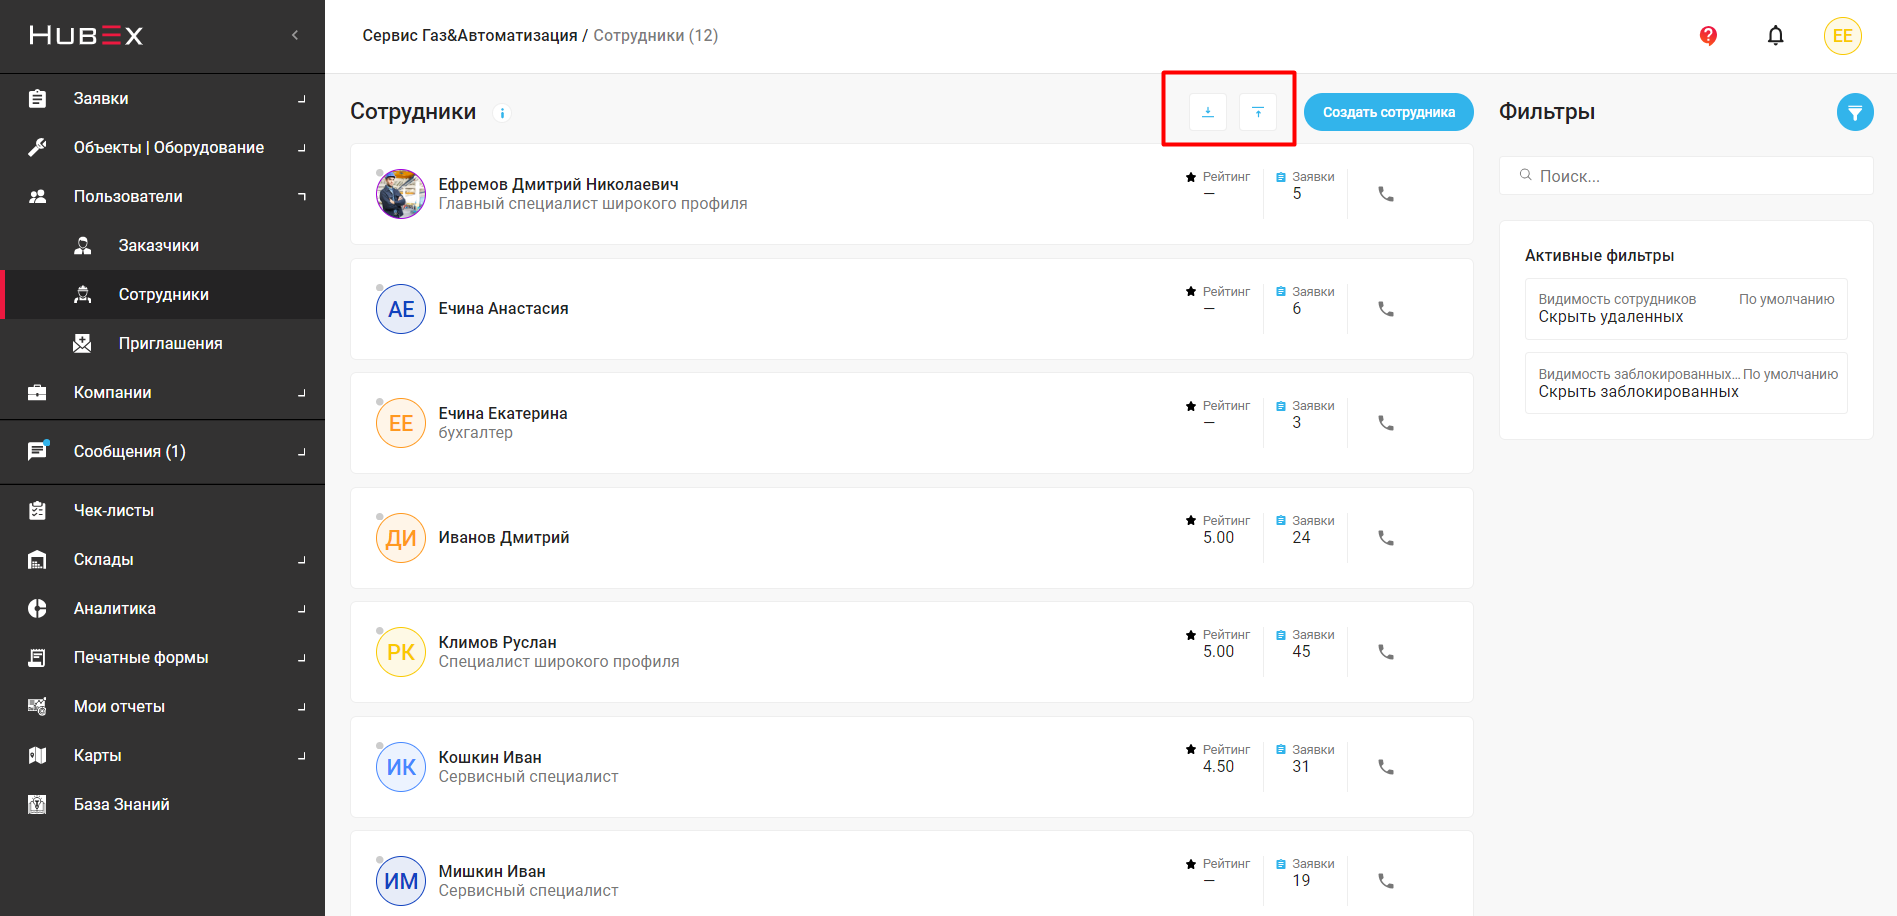 HUBEX
Сервис Газ&Автоматизация / Сотрудники (12)
?
ЕЕ
Заявки
Объекты | Оборудование
Пользователи
Заказчики
Сотрудники
Приглашения
Компании
Сообщения (1)
Чек-листы
Склады
Аналитика
Печатные формы
Мои отчеты
Карты
База Знаний
Сотрудники
i
Создать сотрудника
Ефремов Дмитрий Николаевич
Главный специалист широкого профиля
Рейтинг
—
Заявки
5
АЕ
Ечина Анастасия
Рейтинг
—
Заявки
6
ЕЕ
Ечина Екатерина
бухгалтер
Рейтинг
—
Заявки
3
ДИ
Иванов Дмитрий
Рейтинг
5.00
Заявки
24
РК
Климов Руслан
Специалист широкого профиля
Рейтинг
5.00
Заявки
45
ИК
Кошкин Иван
Сервисный специалист
Рейтинг
4.50
Заявки
31
ИМ
Мишкин Иван
Сервисный специалист
Рейтинг
—
Заявки
19
Фильтры
Поиск...
Активные фильтры
Видимость сотрудников По умолчанию
Скрыть удаленных
Видимость заблокированных... По умолчанию
Скрыть заблокированных